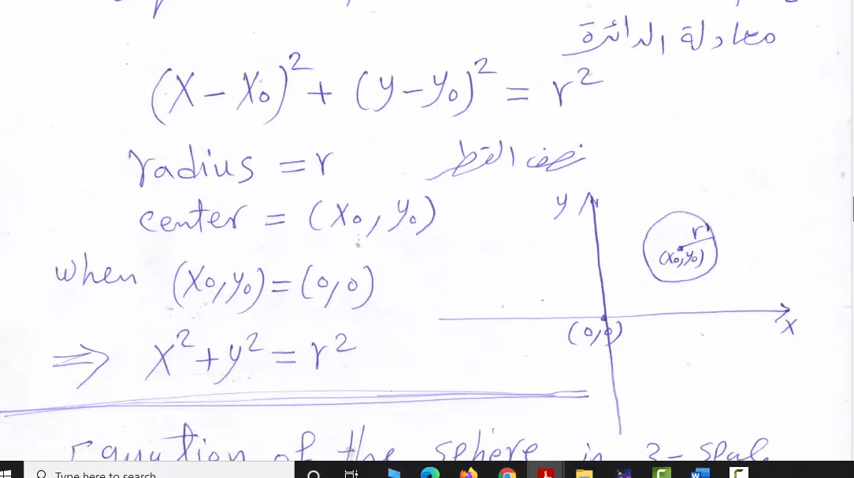 معادلة الدائرة
(x - x₀)² + (y - y₀)² = r²
radius = r نصف القطر
center = (x₀, y₀)
when (x₀, y₀) = (0, 0)
⇒ x² + y² = r²
y
r
(x₀, y₀)
(0, 0)
x
Equation of the sphere in 3-space
Type here to search